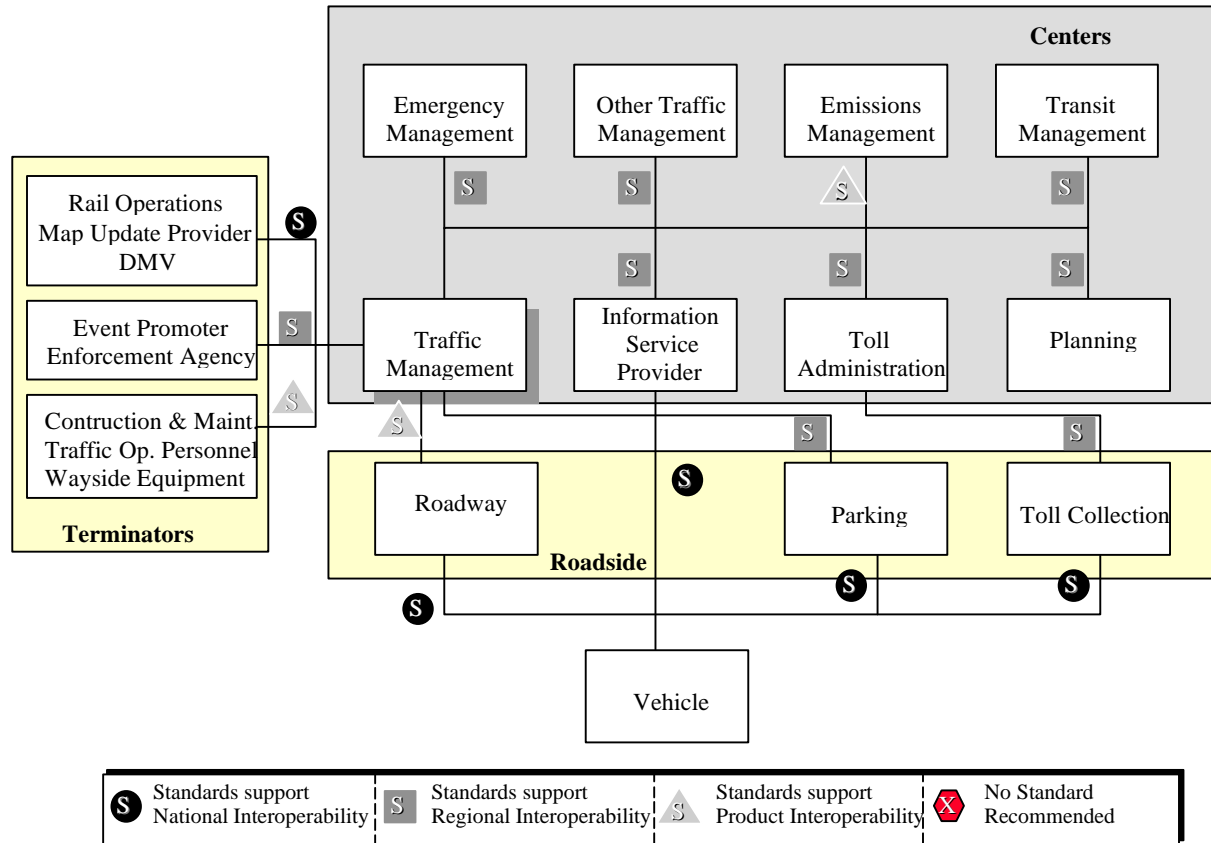 Centers
Emergency
Management
Other Traffic
Management
Emissions
Management
Transit
Management
S
S
S
S
Rail Operations
Map Update Provider
DMV
S
Event Promoter
Enforcement Agency
S
Contruction & Maint.
Traffic Op. Personnel
Wayside Equipment
S
Terminators
S
S
S
Traffic
Management
Information
Service
Provider
Toll
Administration
Planning
S
S
S
Roadway
S
Parking
Toll Collection
Roadside
S
S
S
Vehicle
S
Standards support
National Interoperability
S
Standards support
Regional Interoperability
S
Standards support
Product Interoperability
X
No Standard
Recommended